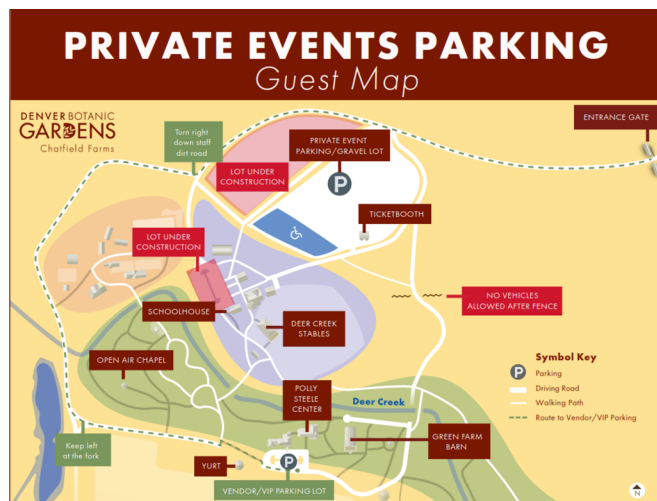 PRIVATE EVENTS PARKING
Guest Map
DENVER BOTANIC
GARDENS
Chatfield Farms
Turn right
down staff
dirt road
LOT UNDER
CONSTRUCTION
PRIVATE EVENT
PARKING/GRAVEL LOT
P
ENTRANCE GATE
TICKETBOOTH
LOT UNDER
CONSTRUCTION
NO VEHICLES
ALLOWED AFTER FENCE
SCHOOLHOUSE
DEER CREEK
STABLES
OPEN AIR CHAPEL
POLLY
STEELE
CENTER
Deer Creek
GREEN FARM
BARN
Keep left
at the fork
YURT
P
VENDOR/VIP PARKING LOT
Symbol Key
P
Parking
Driving Road
Walking Path
Route to Vendor/VIP Parking
N